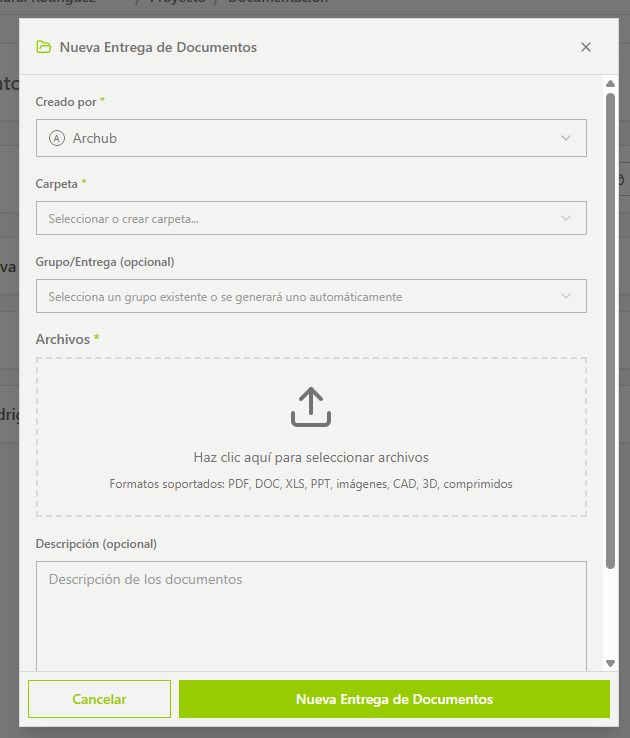 Proyecto / Documentación
Nueva Entrega de Documentos
Creado por *
A Archub
Carpeta *
Seleccionar o crear carpeta...
Grupo/Entrega (opcional)
Selecciona un grupo existente o se generará uno automáticamente
Archivos *
Haz clic aquí para seleccionar archivos
Formatos soportados: PDF, DOC, XLS, PPT, imágenes, CAD, 3D, comprimidos
Descripción (opcional)
Descripción de los documentos
Cancelar
Nueva Entrega de Documentos